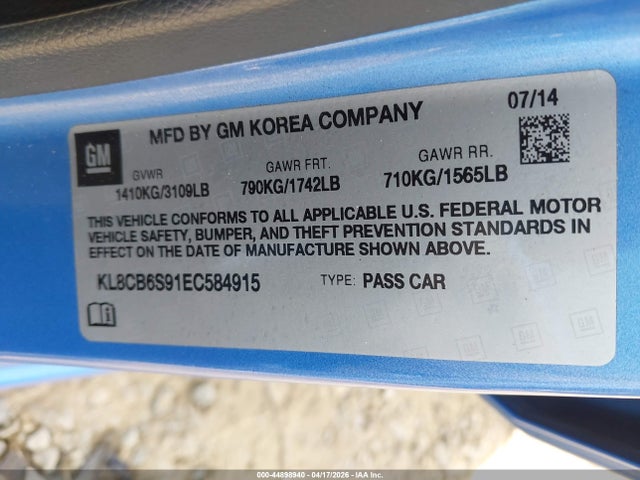 07/14
GM
MFD BY GM KOREA COMPANY
GVWR GAWR FRT. GAWR RR.
1410KG/3109LB 790KG/1742LB 710KG/1565LB
THIS VEHICLE CONFORMS TO ALL APPLICABLE U.S. FEDERAL MOTOR
VEHICLE SAFETY, BUMPER, AND THEFT PREVENTION STANDARDS IN
EFFECT ON THE DATE OF MANUFACTURE SHOWN ABOVE.
KL8CB6S91EC584915 TYPE: PASS CAR
000-44898940 - 04/17/2026 - IAAI.COM